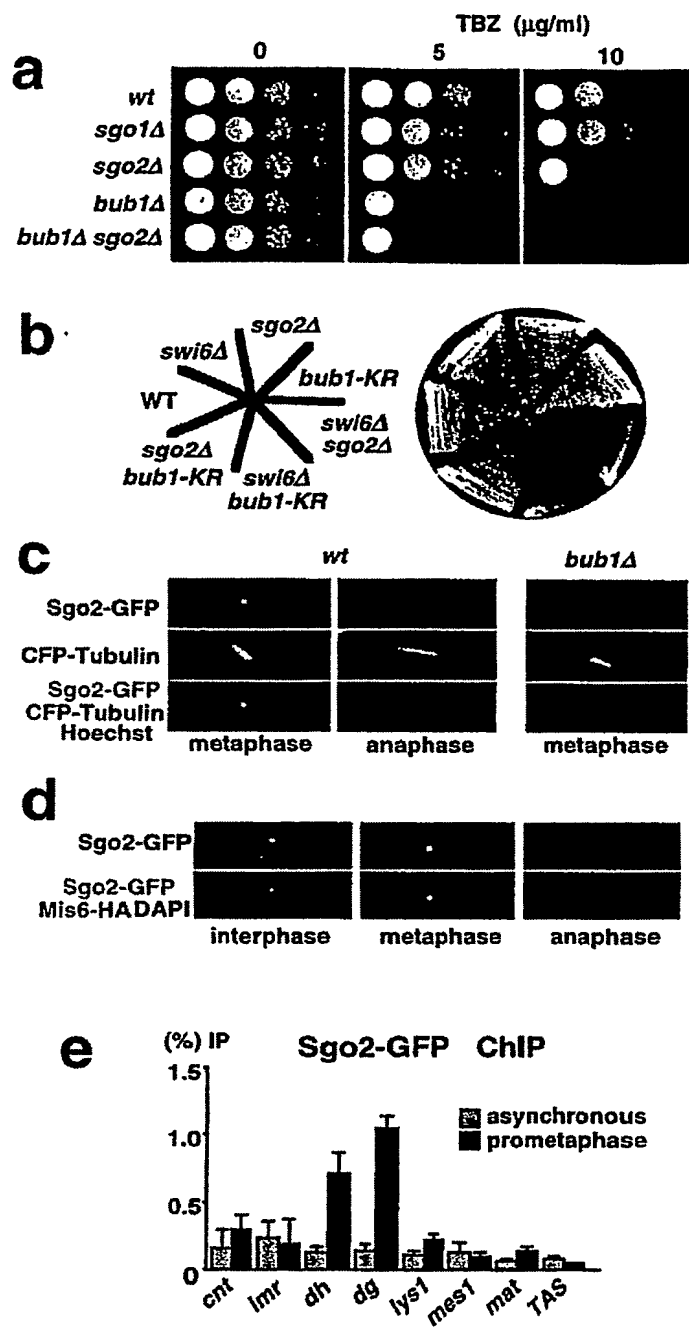 TBZ (µg/ml)
0 5 10
a
wt
sgo1Δ
sgo2Δ
bub1Δ
bub1Δ sgo2Δ
b
sgo2Δ
swi6Δ
bub1-KR
WT
swi6Δ
sgo2Δ
sgo2Δ
bub1-KR
swi6Δ
bub1-KR
c
wt bub1Δ
Sgo2-GFP
CFP-Tubulin
Sgo2-GFP
CFP-Tubulin
Hoechst
metaphase anaphase metaphase
d
Sgo2-GFP
Sgo2-GFP
Mis6-HADAPI
interphase metaphase anaphase
e
(%) IP Sgo2-GFP ChIP
1.5
asynchronous
prometaphase
1.0
0.5
0
cnt imr dh dg lys1 mes1 mat TAS